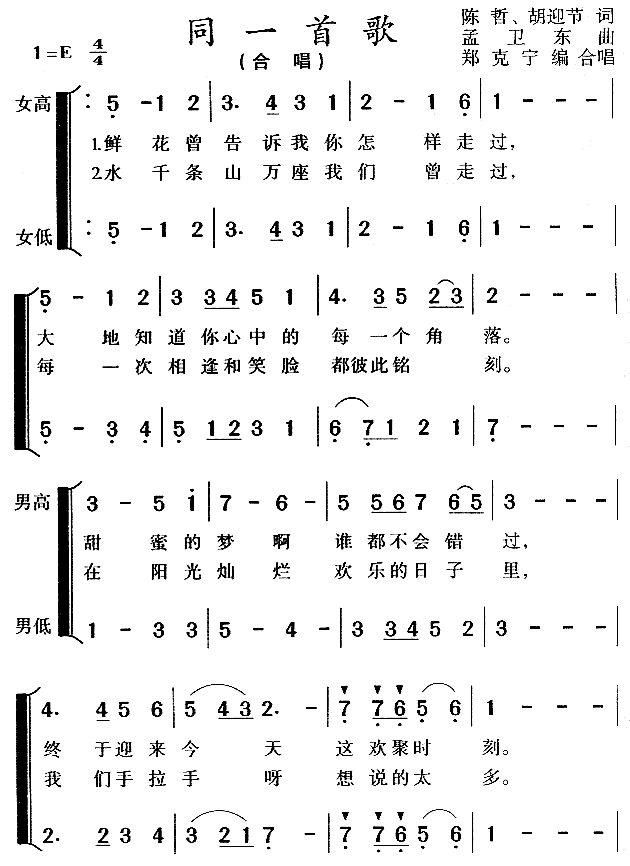 同一首歌
(合唱)
1=E 4/4
陈哲、胡迎节 词
孟卫东 曲
郑克宁 编合唱
女高 : 5 - 1 2 | 3. 4 3 1 | 2 - 1 6 | 1 - - - |
1.鲜花曾告诉我你怎样走过,
2.水千条山万座我们曾走过,
女低 : 5 - 1 2 | 3. 4 3 1 | 2 - 1 6 | 1 - - - |
5 - 1 2 | 3 3 4 5 1 | 4. 3 5 2 3 | 2 - - - |
大地知道你心中的每一个角落。
每一次相逢和笑脸都彼此铭刻。
5 - 3 4 | 5 1 2 3 1 | 6 7 1 2 1 | 7 - - - |
男高 3 - 5 i | 7 - 6 - | 5 5 6 7 6 5 | 3 - - - |
甜蜜的梦啊谁都不会错过,
在阳光灿烂欢乐的日子里,
男低 1 - 3 3 | 5 - 4 - | 3 3 4 5 2 | 3 - - - |
4. 4 5 6 | 5 4 3 2. - | 7 7 6 5 6 | 1 - - - |
终于迎来今天这欢聚时刻。
我们手拉手呀想说的太多。
2. 2 3 4 | 3 2 1 7 - | 7 7 6 5 6 | 1 - - - |